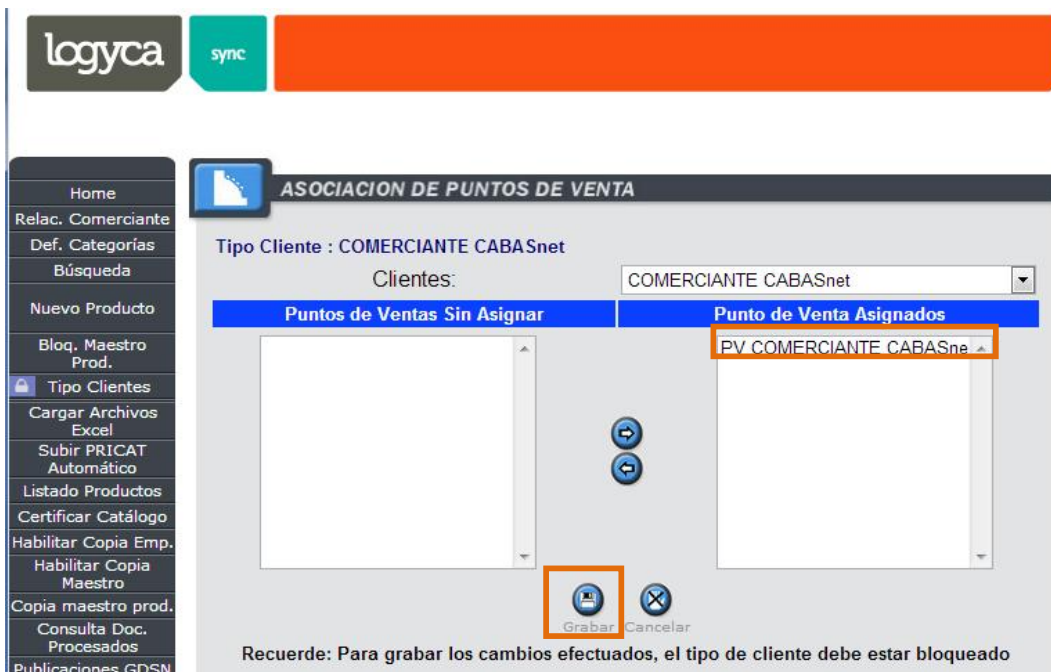 logyca
sync
Home
Relac. Comerciante
Def. Categorías
Búsqueda
Nuevo Producto
Bloq. Maestro
Prod.
Tipo Clientes
Cargar Archivos
Excel
Subir PRICAT
Automático
Listado Productos
Certificar Catálogo
Habilitar Copia Emp.
Habilitar Copia
Maestro
Copia maestro prod.
Consulta Doc.
Procesados
Publicaciones GDSN
ASOCIACION DE PUNTOS DE VENTA
Tipo Cliente : COMERCIANTE CABASnet
Clientes: COMERCIANTE CABASnet
Puntos de Ventas Sin Asignar Punto de Venta Asignados
PV COMERCIANTE CABASne
Grabar Cancelar
Recuerde: Para grabar los cambios efectuados, el tipo de cliente debe estar bloqueado